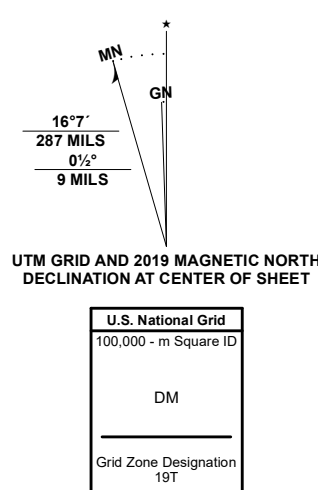 ★
MN
GN
16°7´
287 MILS
0½°
9 MILS
UTM GRID AND 2019 MAGNETIC NORTH
DECLINATION AT CENTER OF SHEET
U.S. National Grid
100,000 - m Square ID
DM
Grid Zone Designation
19T